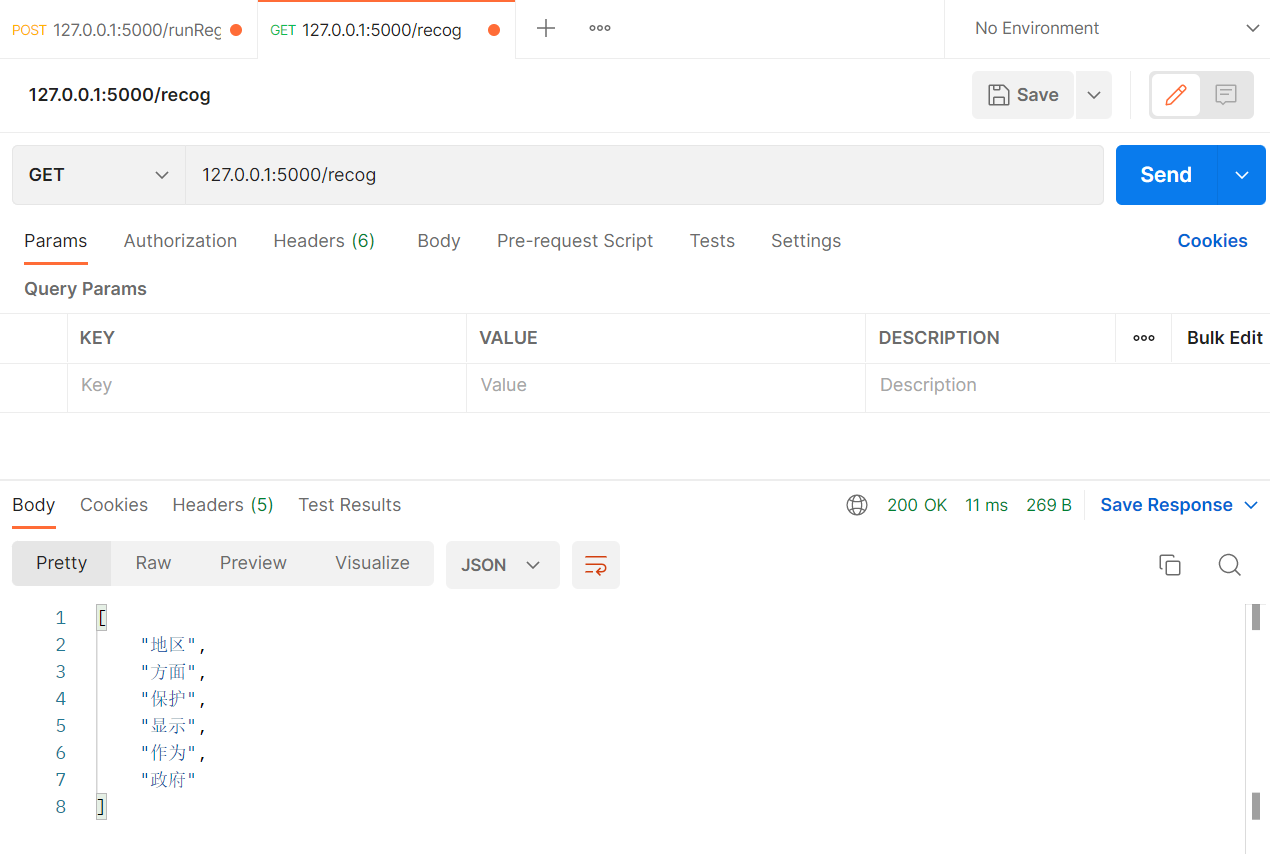 POST 127.0.0.1:5000/runReg
GET 127.0.0.1:5000/recog
No Environment
127.0.0.1:5000/recog
Save
GET 127.0.0.1:5000/recog Send
Params Authorization Headers (6) Body Pre-request Script Tests Settings Cookies
Query Params
KEY VALUE DESCRIPTION Bulk Edit
Key Value Description
Body Cookies Headers (5) Test Results 200 OK 11 ms 269 B Save Response
Pretty Raw Preview Visualize JSON
1 [
2 "地区",
3 "方面",
4 "保护",
5 "显示",
6 "作为",
7 "政府"
8 ]